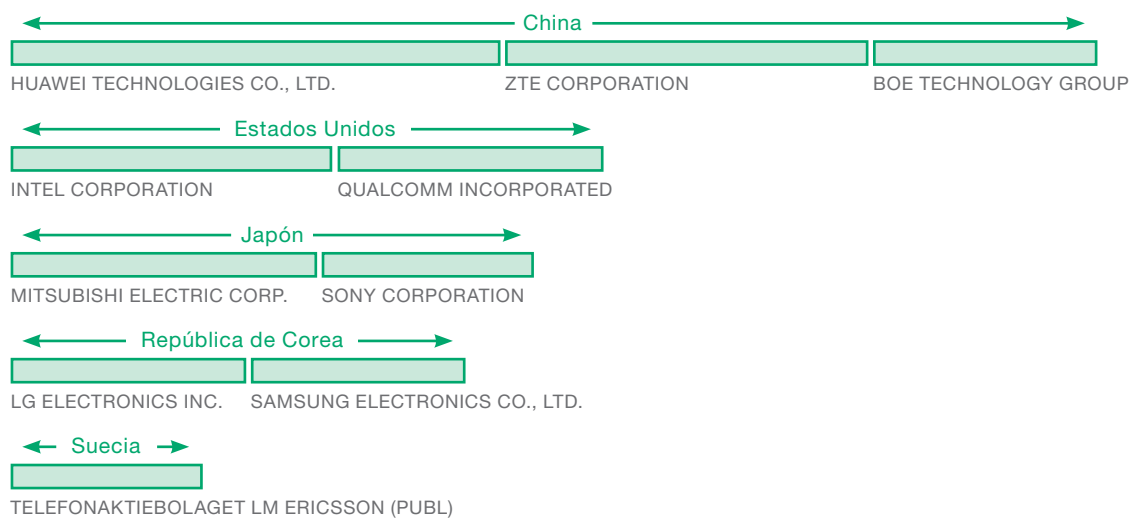 China
HUAWEI TECHNOLOGIES CO., LTD. ZTE CORPORATION BOE TECHNOLOGY GROUP
Estados Unidos
INTEL CORPORATION QUALCOMM INCORPORATED
Japón
MITSUBISHI ELECTRIC CORP. SONY CORPORATION
República de Corea
LG ELECTRONICS INC. SAMSUNG ELECTRONICS CO., LTD.
Suecia
TELEFONAKTIEBOLAGET LM ERICSSON (PUBL)